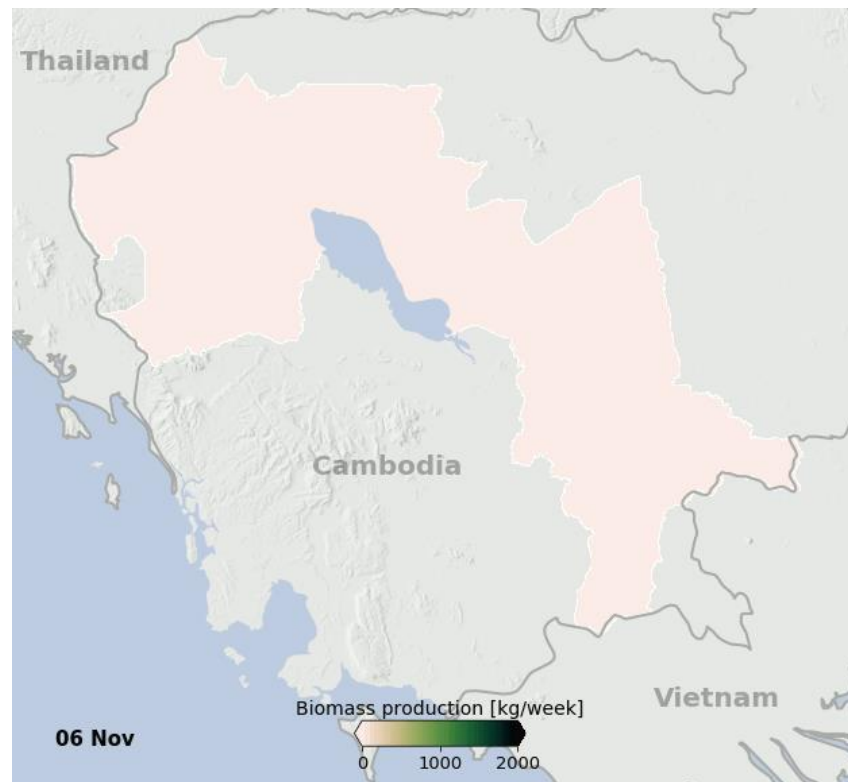 Thailand
Cambodia
Vietnam
Biomass production [kg/week]
06 Nov
0 1000 2000